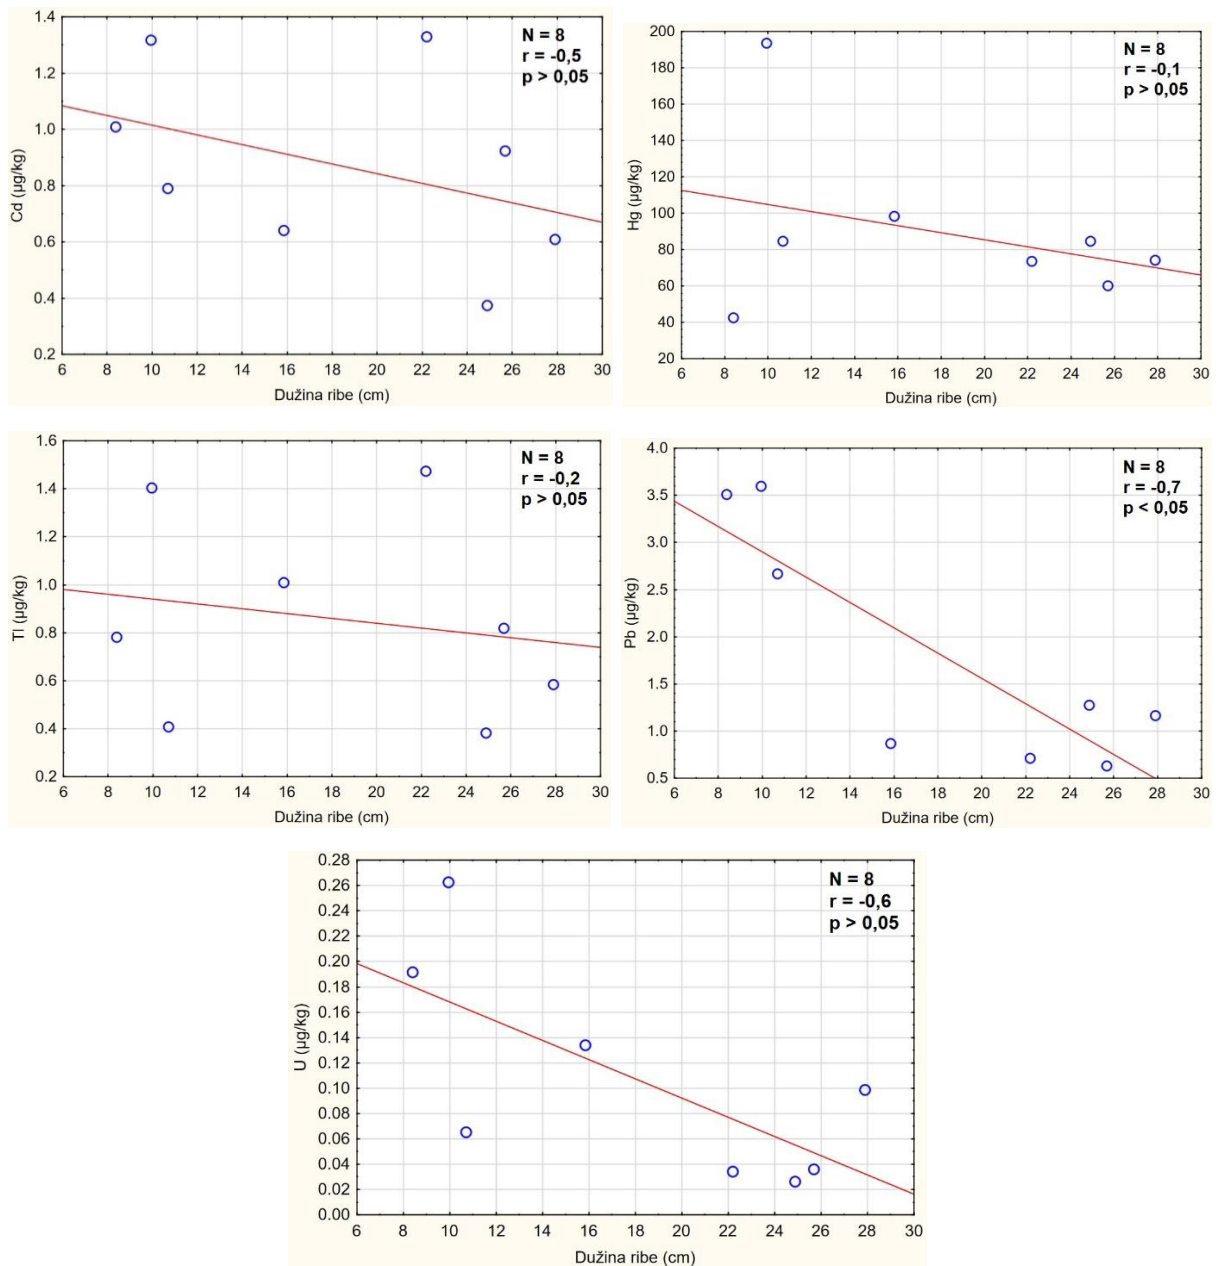 1.4
1.2
1.0
0.8
0.6
0.4
0.2
Cd (µg/kg)
N = 8
r = -0,5
p > 0,05
6 8 10 12 14 16 18 20 22 24 26 28 30
Dužina ribe (cm)
200
180
160
140
120
100
80
60
40
20
Hg (µg/kg)
N = 8
r = -0,1
p > 0,05
6 8 10 12 14 16 18 20 22 24 26 28 30
Dužina ribe (cm)
1.6
1.4
1.2
1.0
0.8
0.6
0.4
0.2
Tl (µg/kg)
N = 8
r = -0,2
p > 0,05
6 8 10 12 14 16 18 20 22 24 26 28 30
Dužina ribe (cm)
4.0
3.5
3.0
2.5
2.0
1.5
1.0
0.5
Pb (µg/kg)
N = 8
r = -0,7
p < 0,05
6 8 10 12 14 16 18 20 22 24 26 28 30
Dužina ribe (cm)
0.28
0.26
0.24
0.22
0.20
0.18
0.16
0.14
0.12
0.10
0.08
0.06
0.04
0.02
0.00
U (µg/kg)
N = 8
r = -0,6
p > 0,05
6 8 10 12 14 16 18 20 22 24 26 28 30
Dužina ribe (cm)